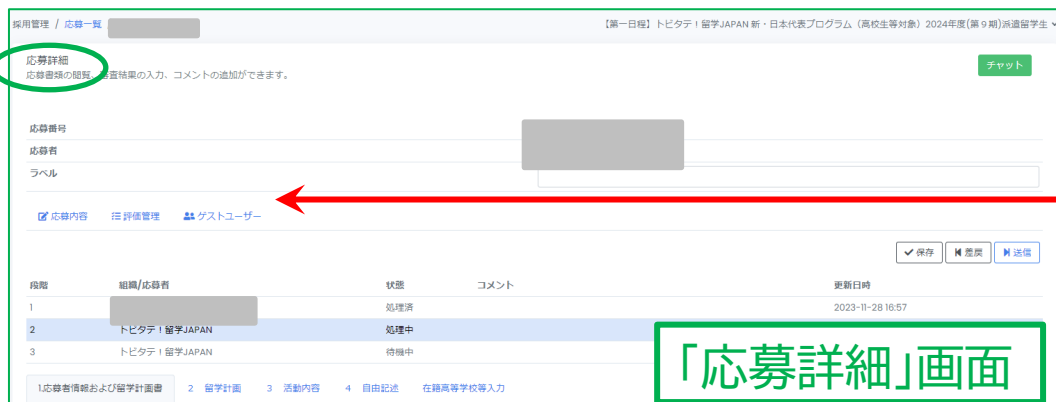 採用管理 / 応募一覧
【第一日程】トビタテ！留学JAPAN 新・日本代表プログラム（高校生等対象）2024年度(第９期)派遣留学生
応募詳細
応募書類の閲覧、審査結果の入力、コメントの追加ができます。
チャット
応募番号
応募者
ラベル
応募内容 評価管理 ゲストユーザー
保存 差戻 送信
段階 組織/応募者 状態 コメント 更新日時
1 処理済 2023-11-28 16:57
2 トビタテ！留学JAPAN 処理中
3 トビタテ！留学JAPAN 待機中
「応募詳細」画面
1.応募者情報および留学計画書 2 留学計画 3 活動内容 4 自由記述 在籍高等学校等入力